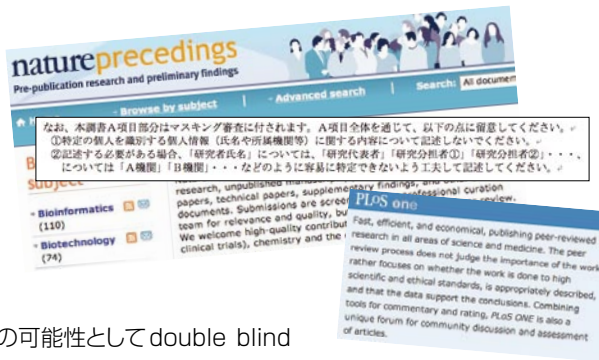 natureprecedings
Pre-publication research and preliminary findings
Browse by subject | Advanced search | Search: All documen
なお、本調書A項目部分はマスキング審査に付されます。A項目全体を通じて、以下の点に留意してください。
①特定の個人を識別する個人情報（氏名や所属機関等）に関する内容について記述しないでください。
②記述する必要がある場合、「研究者氏名」については、「研究代表者」「研究分担者①」「研究分担者②」・・・、
については「A機関」「B機関」・・・などのように容易に特定できないよう工夫して記述してください。
subject
Bioinformatics
(110)
Biotechnology
(74)
research, unpublished
papers, technical papers, supplementary findings,
documents. Submissions are scree
team for relevance and quality, bu
We welcome high-quality contribut
clinical trials), chemistry and the
professional curation
review.
PLoS one
Fast, efficient, and economical, publishing peer-reviewed
research in all areas of science and medicine. The peer
review process does not judge the importance of the work,
rather focuses on whether the work is done to high
scientific and ethical standards, is appropriately described,
and that the data support the conclusions. Combining
tools for commentary and rating, PLoS ONE is also a
unique forum for community discussion and assessment
of articles.
の可能性としてdouble blind